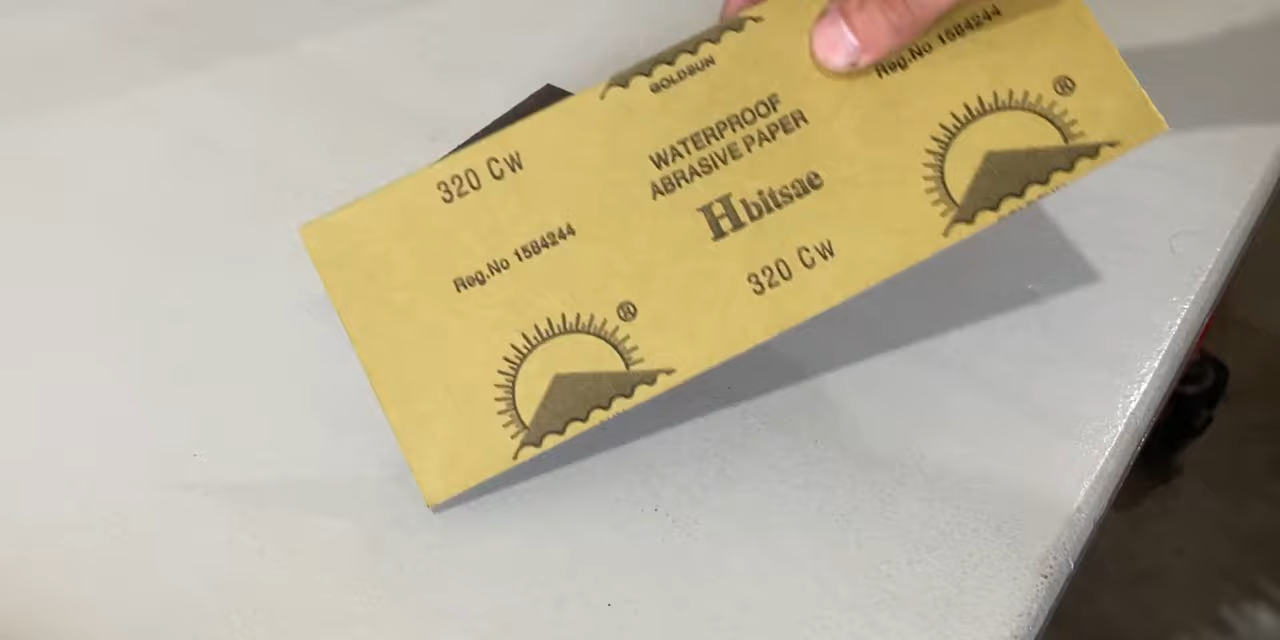 GOLDSUN
Reg.No 1584244
®
WATERPROOF
ABRASIVE PAPER
320 CW
Hbitsae
Reg.No 1584244
320 CW
®